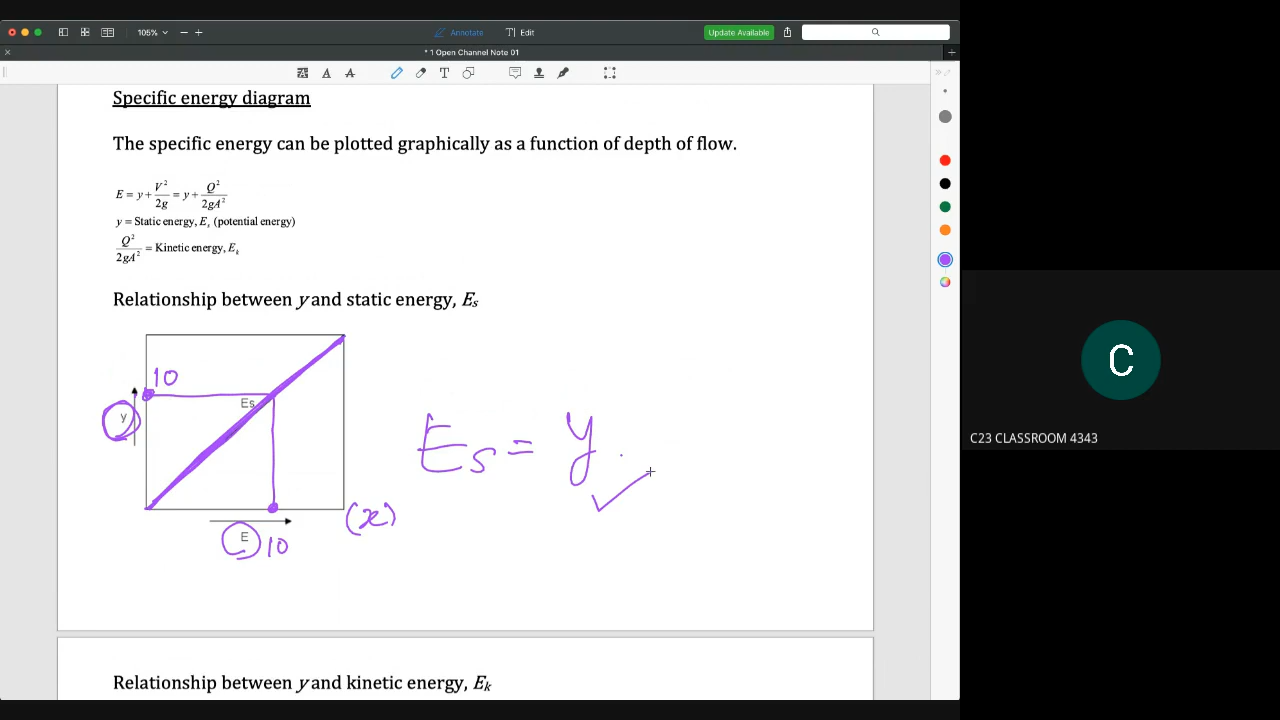 105%
Annotate
Edit
Update Available
* 1 Open Channel Note 01
Specific energy diagram
The specific energy can be plotted graphically as a function of depth of flow.
E = y + V²/2g = y + Q²/2gA²
y = Static energy, Eₛ (potential energy)
Q²/2gA² = Kinetic energy, Eₖ
Relationship between y and static energy, Es
10
y
Es
Es = y
(x)
E
10
Relationship between y and kinetic energy, Ek
C
C23 CLASSROOM 4343